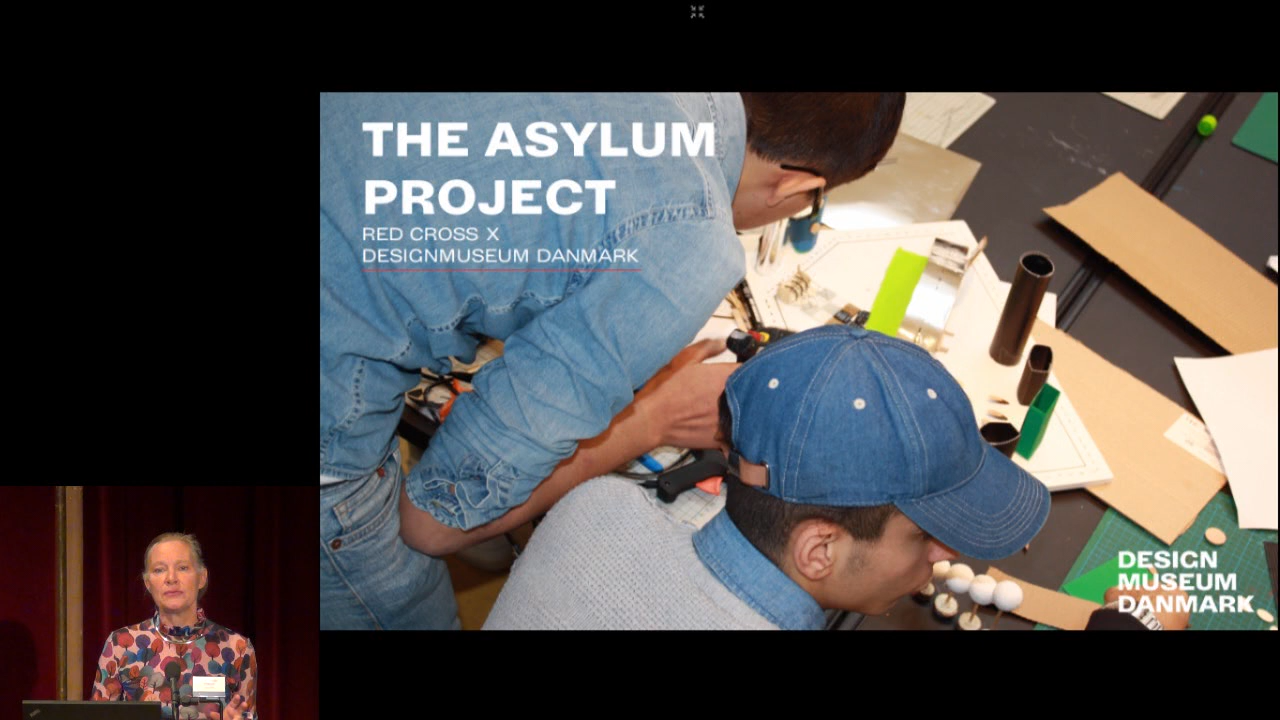 THE ASYLUM
PROJECT
RED CROSS X
DESIGNMUSEUM DANMARK
DESIGN
MUSEUM
DANMARK